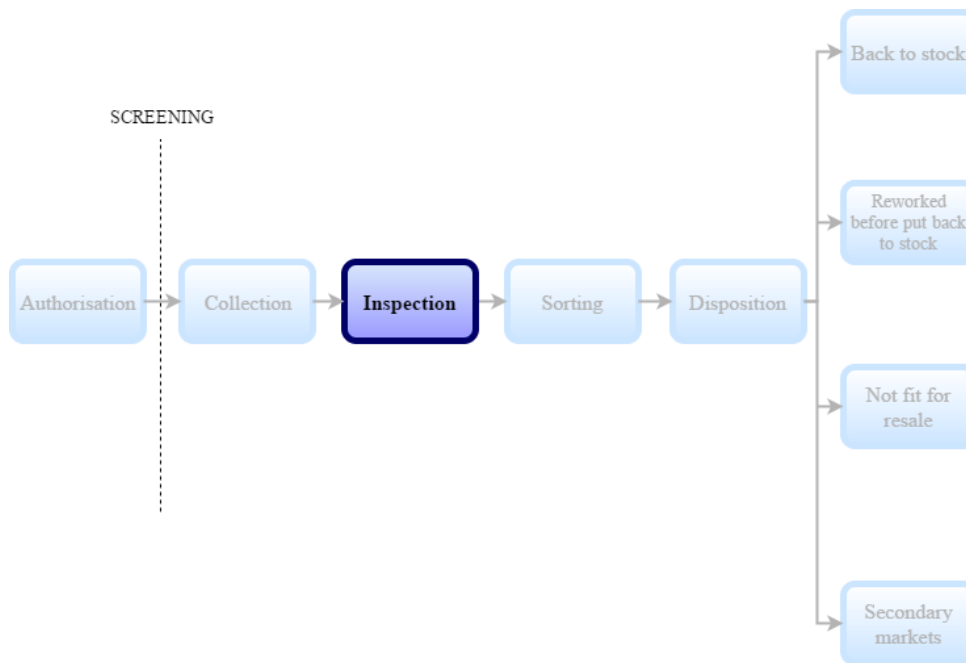 SCREENING
Authorisation
Collection
Inspection
Sorting
Disposition
Back to stock
Reworked
before put back
to stock
Not fit for
resale
Secondary
markets